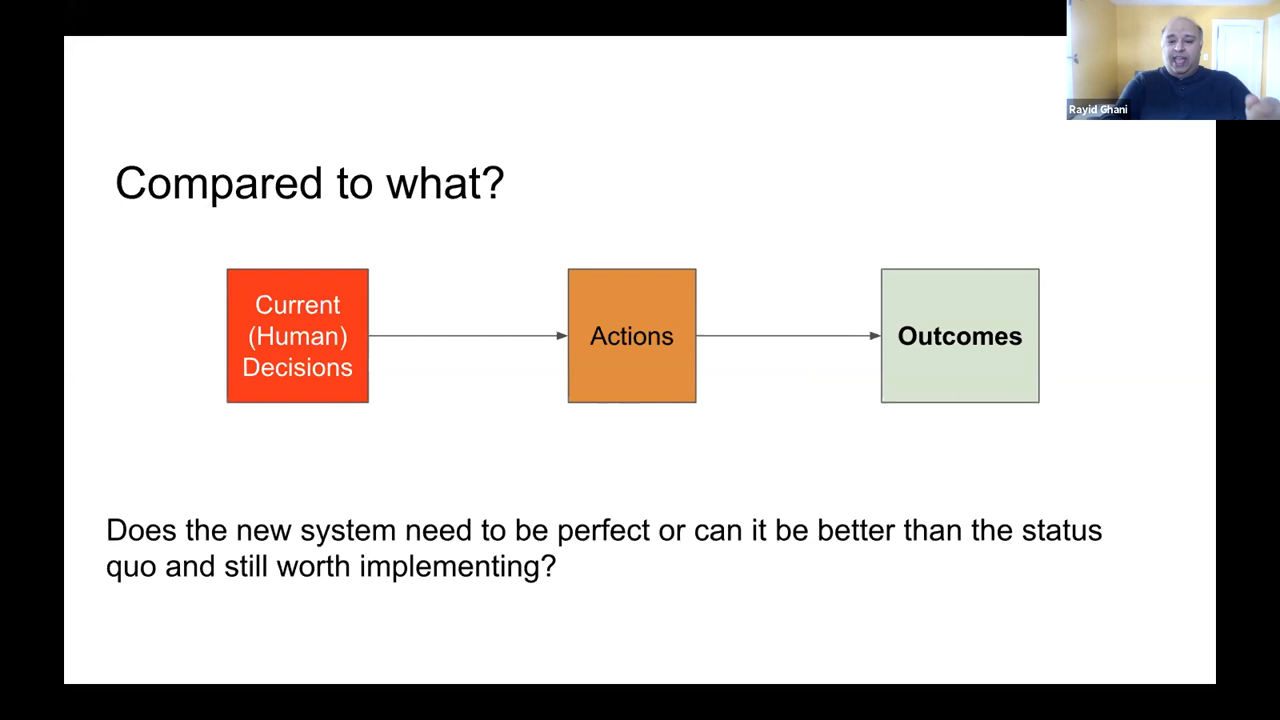 Rayid Ghani
Compared to what?
Current
(Human)
Decisions
Actions
Outcomes
Does the new system need to be perfect or can it be better than the status
quo and still worth implementing?